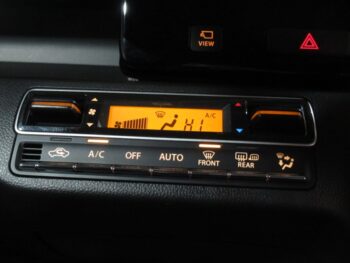 VIEW
A/C
HI
A/C OFF AUTO FRONT REAR